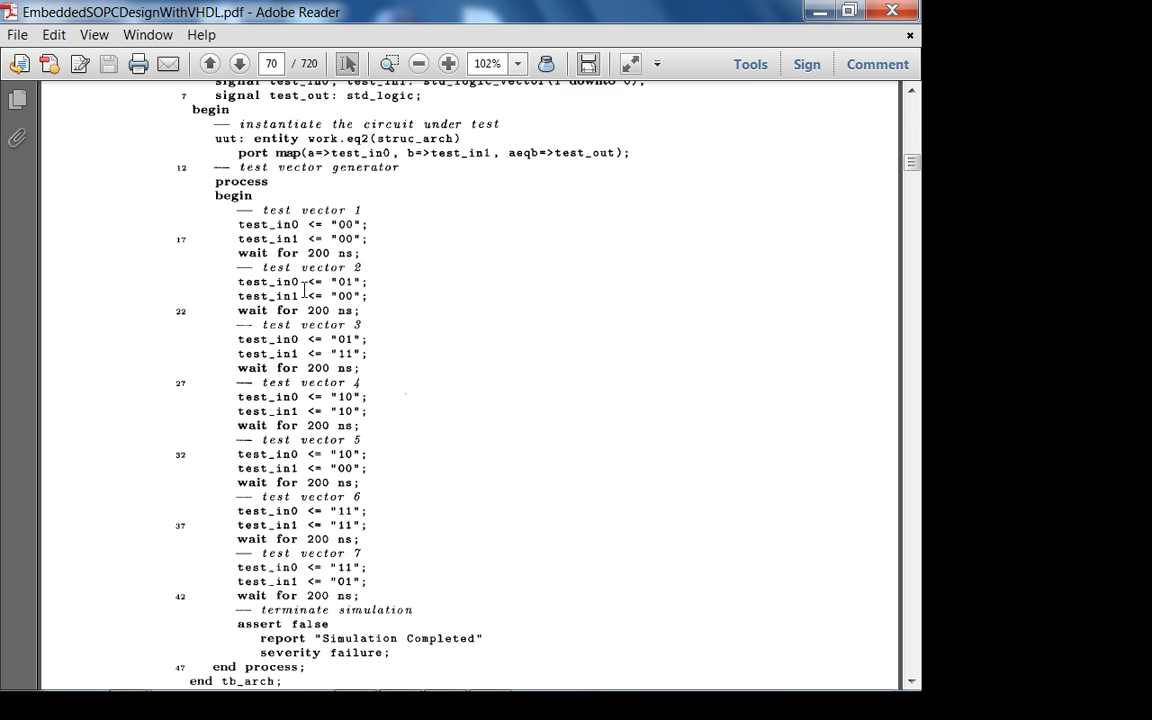 EmbeddedSOPCDesignWithVHDL.pdf - Adobe Reader
File Edit View Window Help
70 / 720 102% Tools Sign Comment
signal test_in0, test_in1: std_logic_vector(1 downto 0);
7 signal test_out: std_logic;
begin
— instantiate the circuit under test
uut: entity work.eq2(struc_arch)
port map(a=>test_in0, b=>test_in1, aeqb=>test_out);
12 — test vector generator
process
begin
— test vector 1
test_in0 <= "00";
17 test_in1 <= "00";
wait for 200 ns;
— test vector 2
test_in0 <= "01";
test_in1 <= "00";
22 wait for 200 ns;
— test vector 3
test_in0 <= "01";
test_in1 <= "11";
wait for 200 ns;
27 — test vector 4
test_in0 <= "10";
test_in1 <= "10";
wait for 200 ns;
— test vector 5
32 test_in0 <= "10";
test_in1 <= "00";
wait for 200 ns;
— test vector 6
test_in0 <= "11";
37 test_in1 <= "11";
wait for 200 ns;
— test vector 7
test_in0 <= "11";
test_in1 <= "01";
42 wait for 200 ns;
— terminate simulation
assert false
report "Simulation Completed"
severity failure;
47 end process;
end tb_arch;